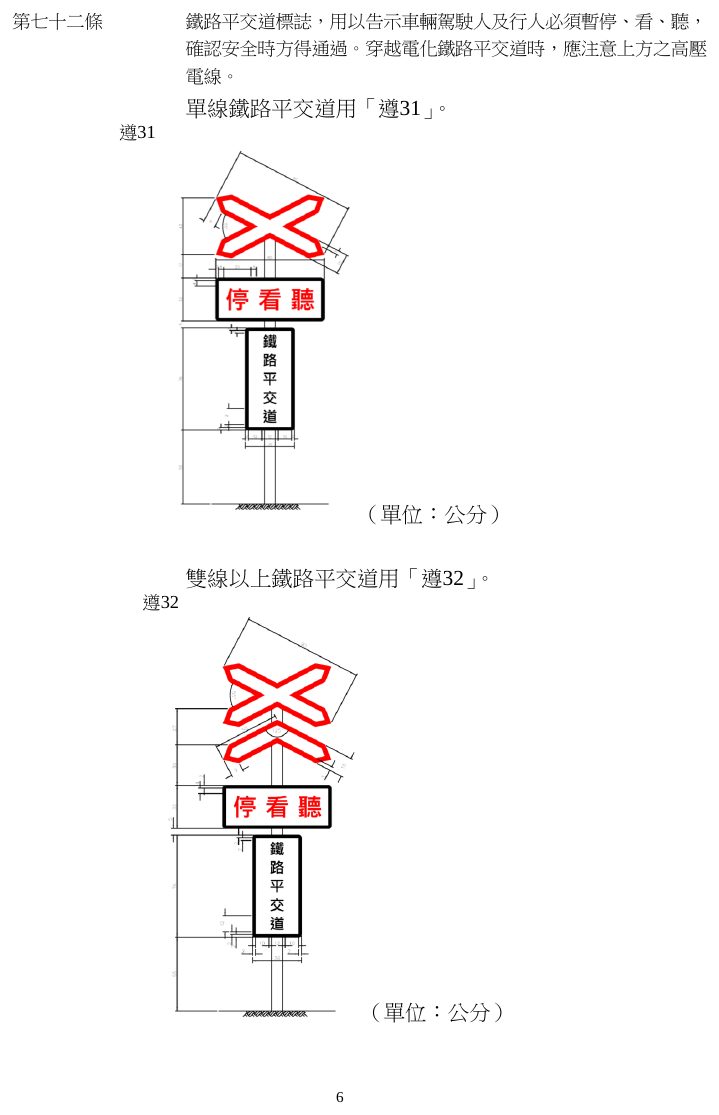 第七十二條 鐵路平交道標誌，用以告示車輛駕駛人及行人必須暫停、看、聽，
確認安全時方得通過。穿越電化鐵路平交道時，應注意上方之高壓
電線。
單線鐵路平交道用「遵31」。
遵31
停看聽
鐵
路
平
交
道
（單位：公分）
雙線以上鐵路平交道用「遵32」。
遵32
停看聽
鐵
路
平
交
道
（單位：公分）
6